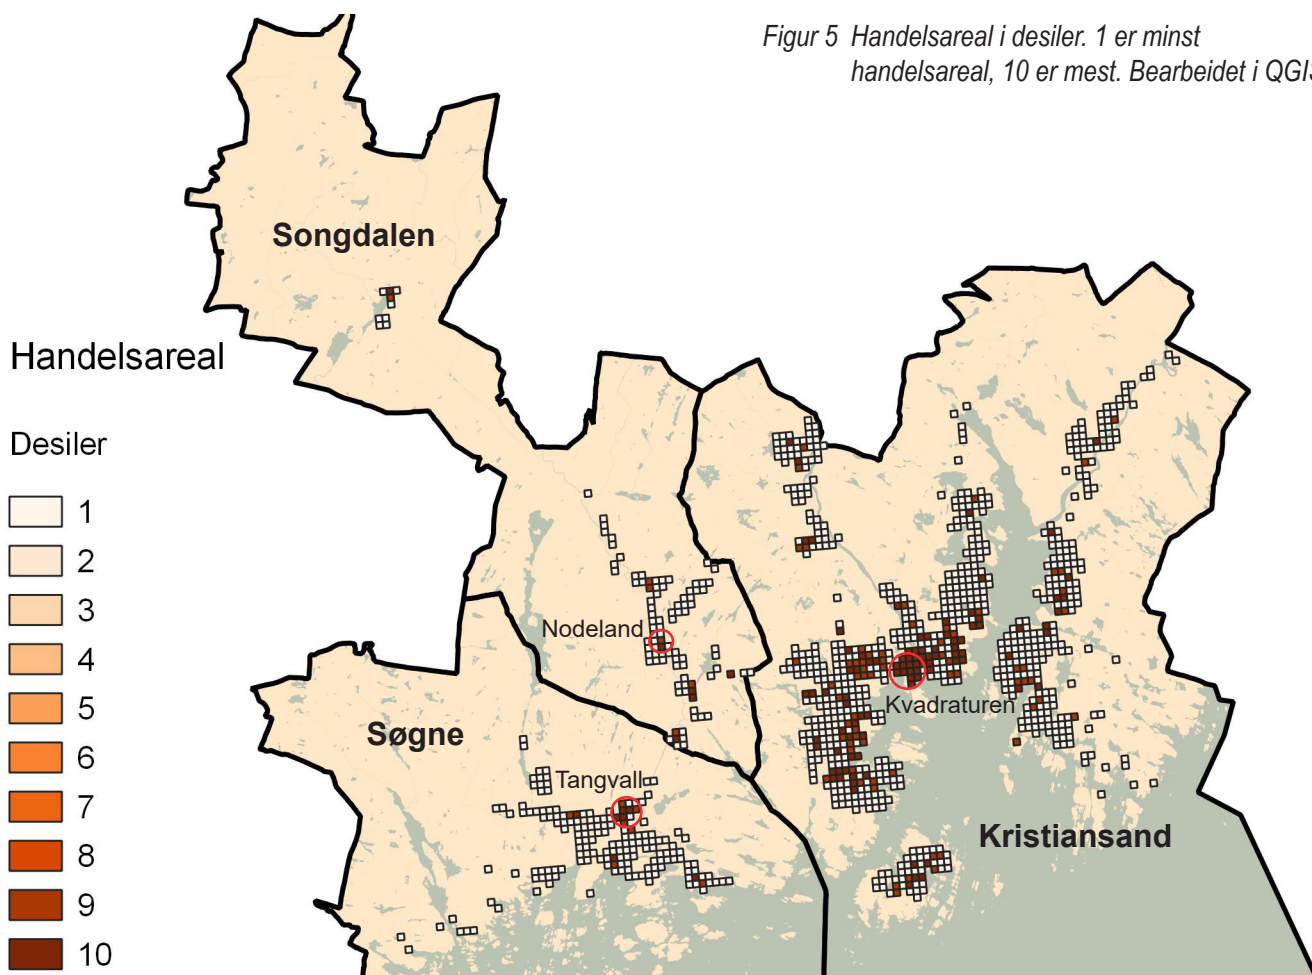 Figur 5 Handelsareal i desiler. 1 er minst
handelsareal, 10 er mest. Bearbeidet i QGIS
Songdalen
Handelsareal
Desiler
1
2
3
4
5
6
7
8
9
10
Nodeland
Kvadraturen
Søgne
Tangvall
Kristiansand